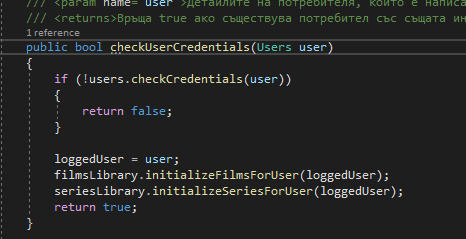 /// <param name= user >Детайлите на потребителя, които е написа
/// <returns>Връща true ако съществува потребител със същата ин
1 reference
public bool checkUserCredentials(Users user)
{
    if (!users.checkCredentials(user))
    {
        return false;
    }
    loggedUser = user;
    filmsLibrary.initializeFilmsForUser(loggedUser);
    seriesLibrary.initializeSeriesForUser(loggedUser);
    return true;
}